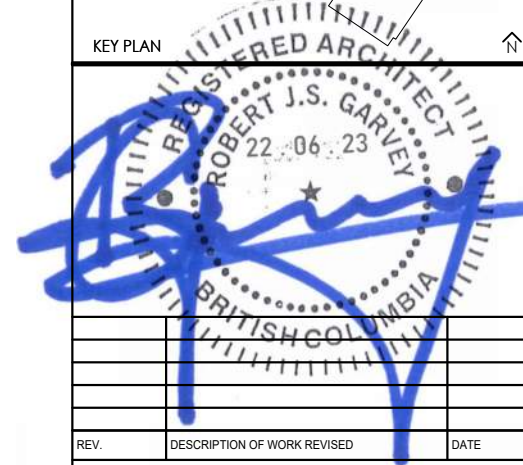 KEY PLAN
N
REGISTERED ARCHITECT
ROBERT J.S. GARVEY
22 06 23
BRITISH COLUMBIA
REV. DESCRIPTION OF WORK REVISED DATE